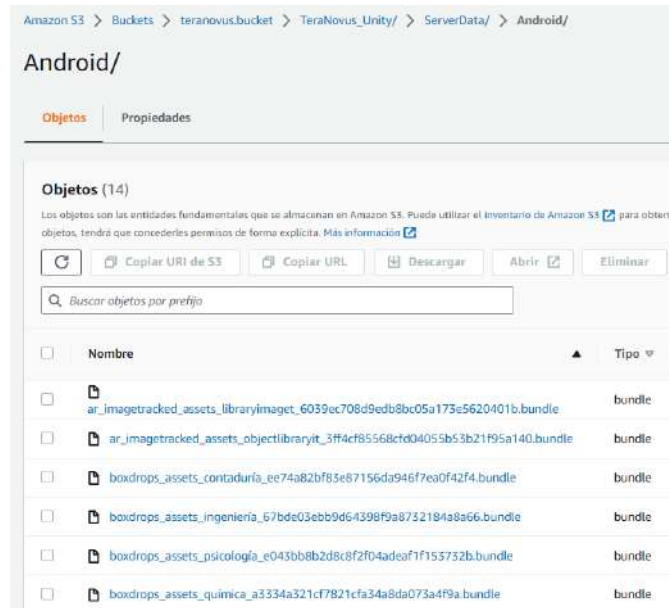 Amazon S3 > Buckets > teranovus.bucket > TeraNovus_Unity/ > ServerData/ > Android/
Android/
Objetos Propiedades
Objetos (14)
Los objetos son las entidades fundamentales que se almacenan en Amazon S3. Puede utilizar el inventario de Amazon S3 para obten
objetos, tendrá que concederles permisos de forma explícita. Más información
Copiar URI de S3 Copiar URL Descargar Abrir Eliminar
Buscar objetos por prefijo
Nombre Tipo
ar_imagetracked_assets_libraryimaget_6039ec708d9edb8bc05a173e5620401b.bundle bundle
ar_imagetracked_assets_objectlibraryit_3ff4cf85568cfd04055b53b21f95a140.bundle bundle
boxdrops_assets_contaduría_ee74a82bf83e87156da946f7ea0f42f4.bundle bundle
boxdrops_assets_ingeniería_67bde03ebb9d64398f9a8732184a8a66.bundle bundle
boxdrops_assets_psicología_e043bb8b2d8c8f2f04adeaf1f153732b.bundle bundle
boxdrops_assets_quimica_a3334a321cf7821cfa34a8da073a4f9a.bundle bundle